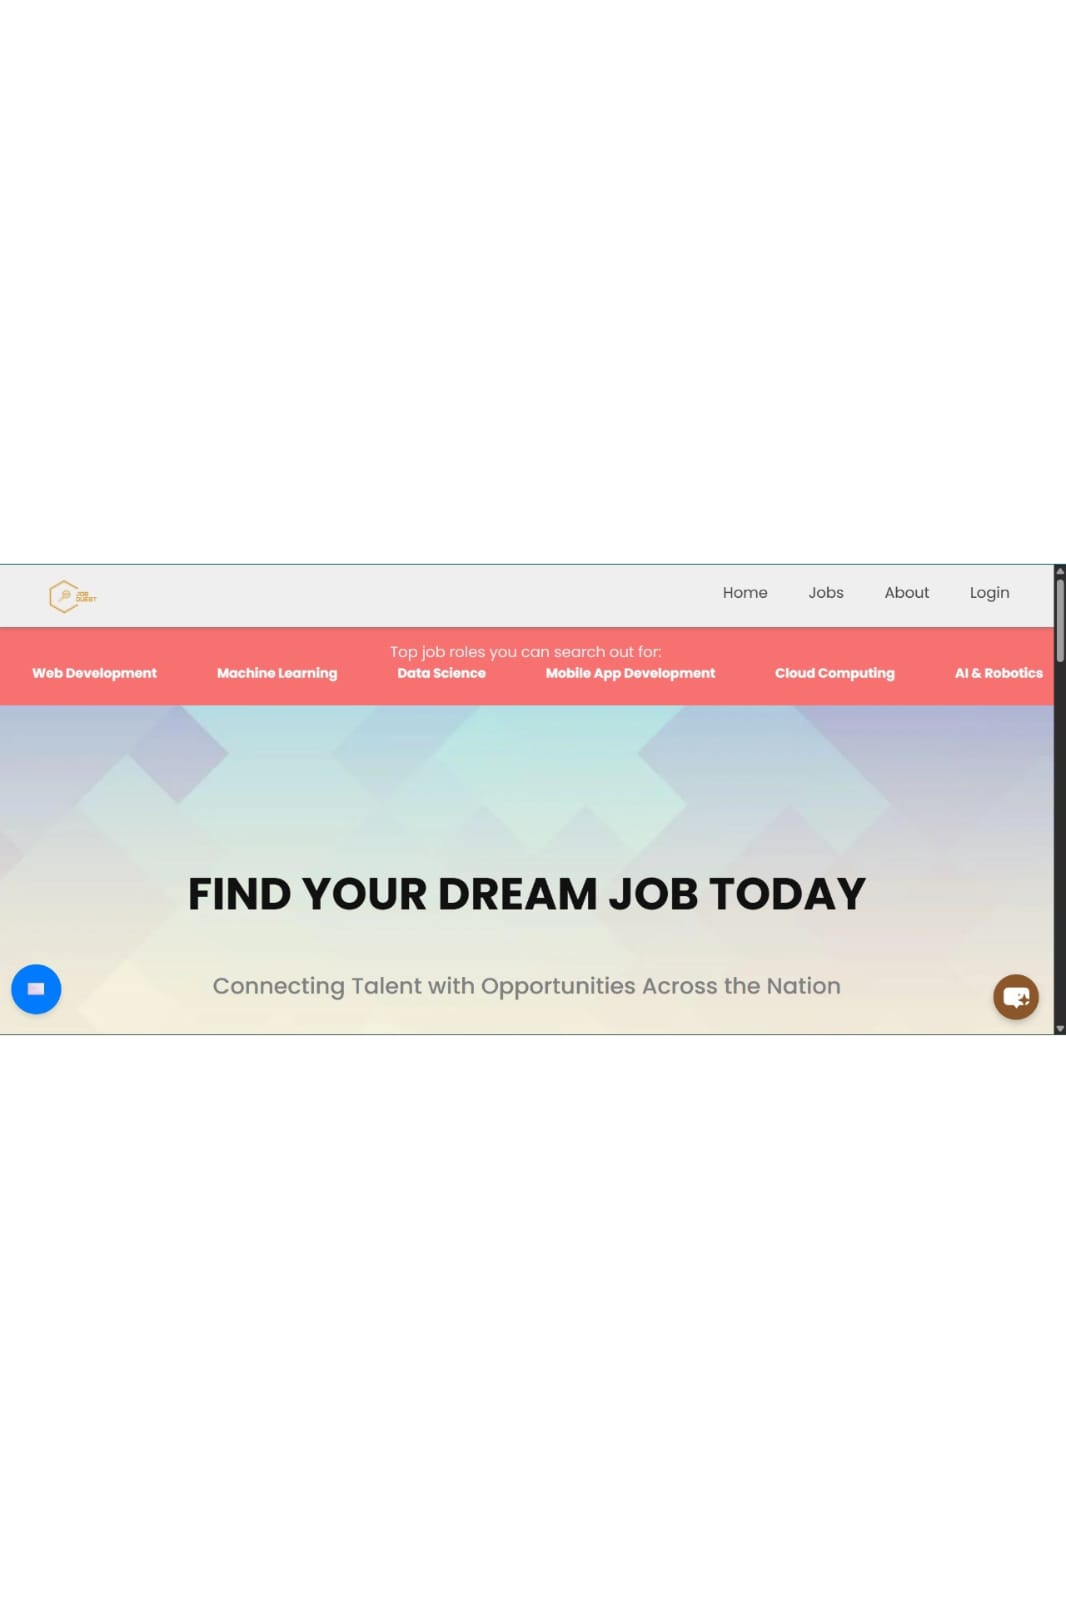 JOB
QUEST
Home Jobs About Login
Top job roles you can search out for:
Web Development Machine Learning Data Science Mobile App Development Cloud Computing AI & Robotics
FIND YOUR DREAM JOB TODAY
Connecting Talent with Opportunities Across the Nation